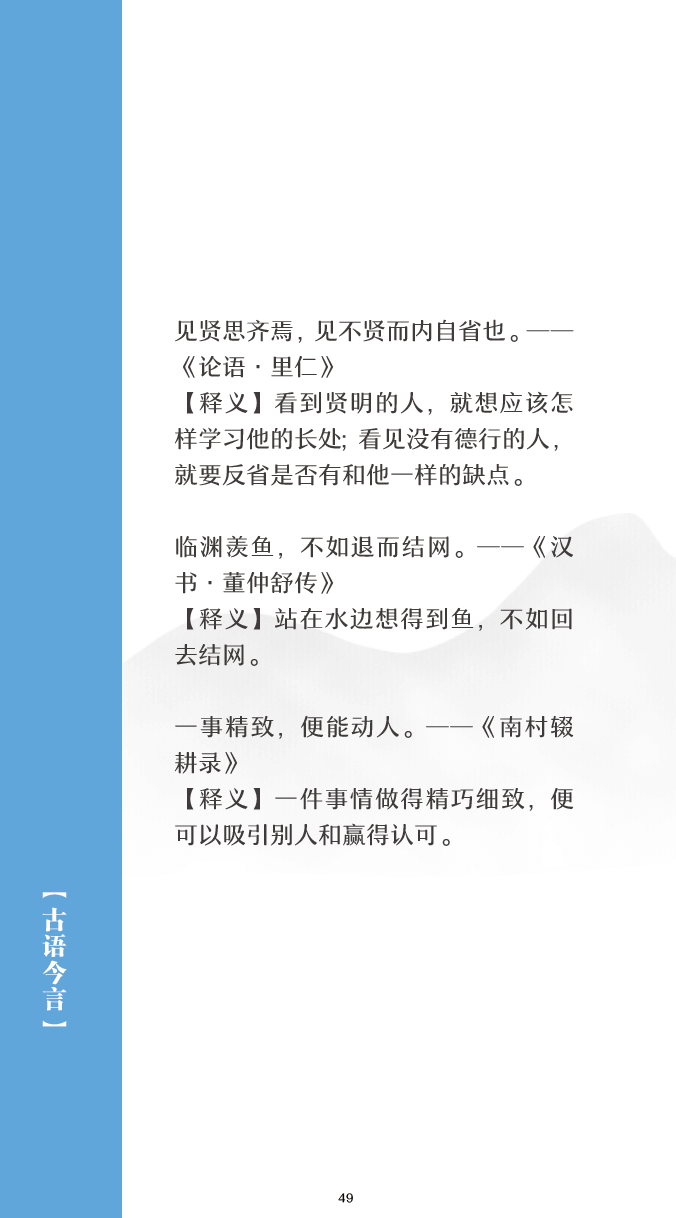 见贤思齐焉，见不贤而内自省也。——
《论语·里仁》
【释义】看到贤明的人，就想应该怎
样学习他的长处；看见没有德行的人，
就要反省是否有和他一样的缺点。
临渊羡鱼，不如退而结网。——《汉
书·董仲舒传》
【释义】站在水边想得到鱼，不如回
去结网。
一事精致，便能动人。——《南村辍
耕录》
【释义】一件事情做得精巧细致，便
可以吸引别人和赢得认可。
【古语今言】
49